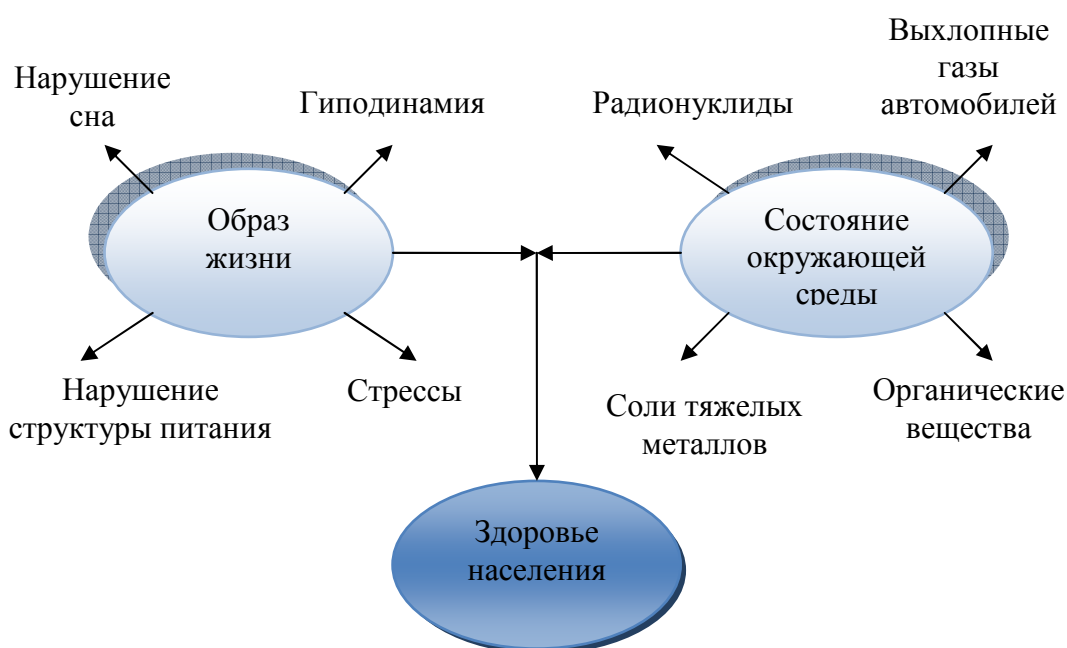 Нарушение
сна
Гиподинамия
Радионуклиды
Выхлопные
газы
автомобилей
Образ
жизни
Состояние
окружающей
среды
Нарушение
структуры питания
Стрессы
Соли тяжелых
металлов
Органические
вещества
Здоровье
населения